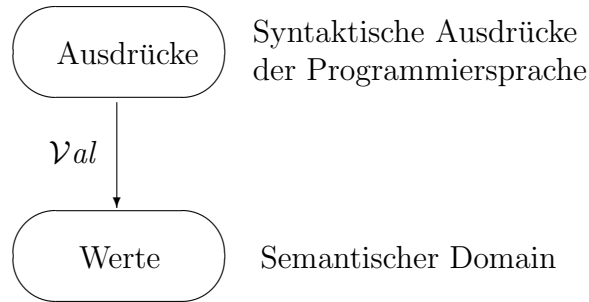 Ausdrücke
Syntaktische Ausdrücke
der Programmiersprache
Val
Werte
Semantischer Domain